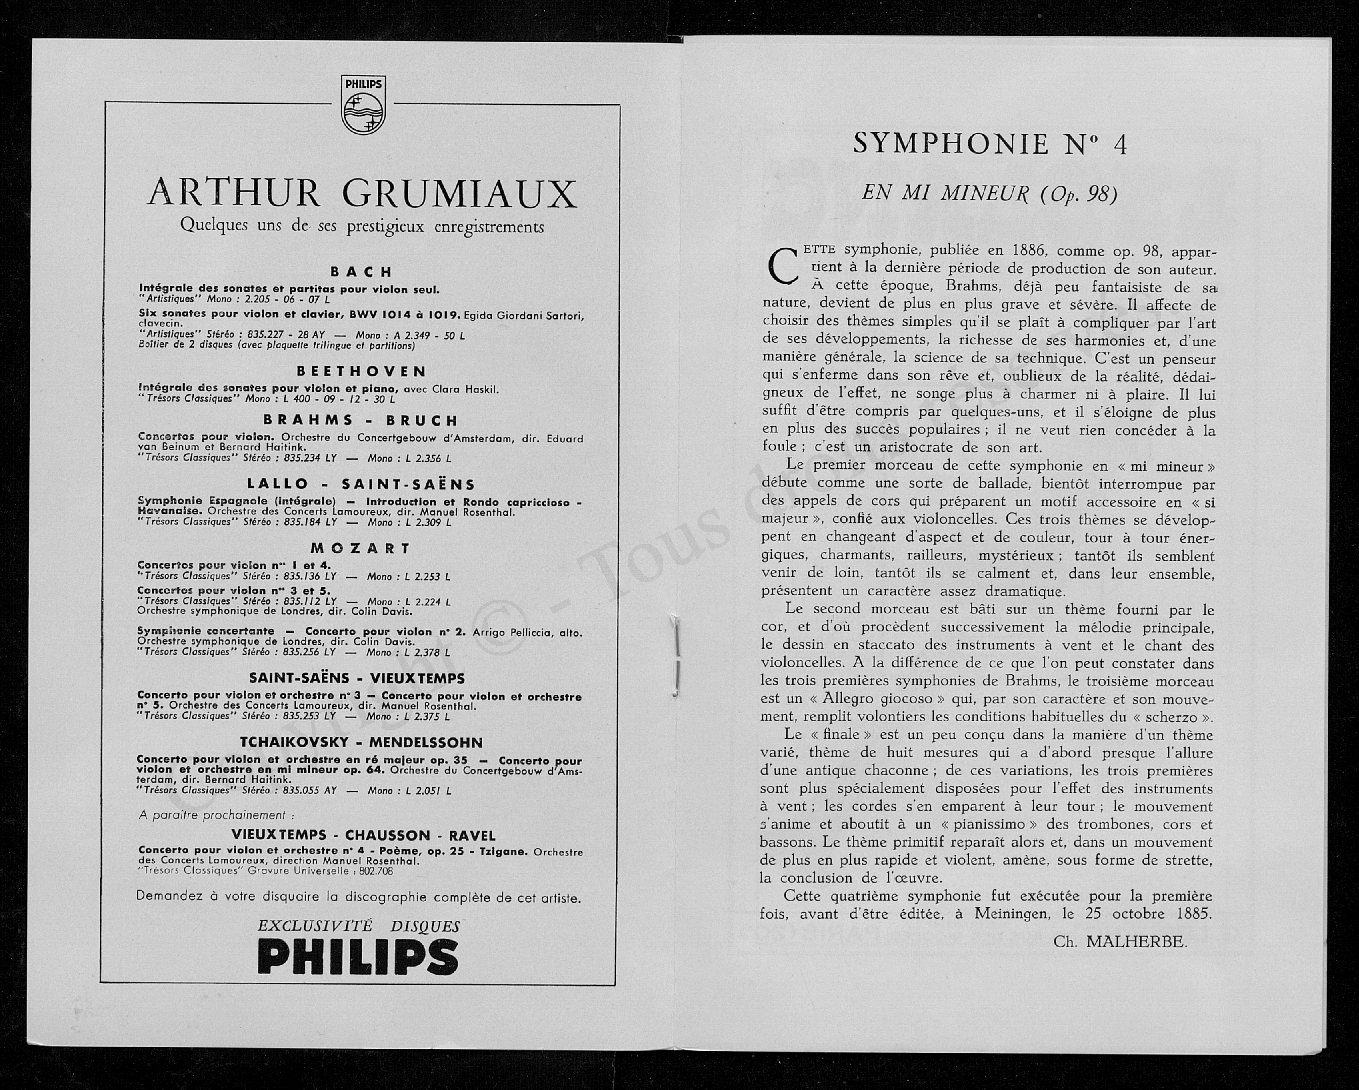 PHILIPS
ARTHUR GRUMIAUX
Quelques uns de ses prestigieux enregistrements
BACH
Intégrale des sonates et partitas pour violon seul.
"Artistiques" Mono : 2.205 - 06 - 07 L
Six sonates pour violon et clavier, BWV 1014 à 1019. Egida Giordani Sartori,
clavecin.
"Artistiques" Stéréo : 835.227 - 28 AY — Mono : A 2.349 - 50 L
Boîtier de 2 disques (avec plaquette trilingue et partitions)
BEETHOVEN
Intégrale des sonates pour violon et piano, avec Clara Haskil.
"Trésors Classiques" Mono : L 400 - 09 - 12 - 30 L
BRAHMS - BRUCH
Concertos pour violon. Orchestre du Concertgebouw d'Amsterdam, dir. Eduard
van Beinum et Bernard Haitink.
"Trésors Classiques" Stéréo : 835.234 LY — Mono : L 2.356 L
LALLO - SAINT-SAËNS
Symphonie Espagnole (intégrale) — Introduction et Rondo capriccioso -
Havanaise. Orchestre des Concerts Lamoureux, dir. Manuel Rosenthal.
"Trésors Classiques" Stéréo : 835.184 LY — Mono : L 2.309 L
MOZART
Concertos pour violon nos 1 et 4.
"Trésors Classiques" Stéréo : 835.136 LY — Mono : L 2.253 L
Concertos pour violon nos 3 et 5.
"Trésors Classiques" Stéréo : 835.112 LY — Mono : L 2.224 L
Orchestre symphonique de Londres, dir. Colin Davis.
Symphonie concertante — Concerto pour violon n° 2. Arrigo Pelliccia, alto.
Orchestre symphonique de Londres, dir. Colin Davis.
"Trésors Classiques" Stéréo : 835.256 LY — Mono : L 2.378 L
SAINT-SAËNS - VIEUXTEMPS
Concerto pour violon et orchestre n° 3 — Concerto pour violon et orchestre
n° 5. Orchestre des Concerts Lamoureux, dir. Manuel Rosenthal.
"Trésors Classiques" Stéréo : 835.253 LY — Mono : L 2.375 L
TCHAIKOVSKY - MENDELSSOHN
Concerto pour violon et orchestre en ré majeur op. 35 — Concerto pour
violon et orchestre en mi mineur op. 64. Orchestre du Concertgebouw d'Ams-
terdam, dir. Bernard Haitink.
"Trésors Classiques" Stéréo : 835.055 AY — Mono : L 2.051 L
A paraître prochainement :
VIEUXTEMPS - CHAUSSON - RAVEL
Concerto pour violon et orchestre n° 4 - Poème, op. 25 - Tzigane. Orchestre
des Concerts Lamoureux, direction Manuel Rosenthal.
"Trésors Classiques" Gravure Universelle : 802.708
Demandez à votre disquaire la discographie complète de cet artiste.
EXCLUSIVITÉ DISQUES
PHILIPS
SYMPHONIE N° 4
EN MI MINEUR (Op. 98)
CETTE symphonie, publiée en 1886, comme op. 98, appar-
tient à la dernière période de production de son auteur.
À cette époque, Brahms, déjà peu fantaisiste de sa
nature, devient de plus en plus grave et sévère. Il affecte de
choisir des thèmes simples qu'il se plaît à compliquer par l'art
de ses développements, la richesse de ses harmonies et, d'une
manière générale, la science de sa technique. C'est un penseur
qui s'enferme dans son rêve et, oublieux de la réalité, dédai-
gneux de l'effet, ne songe plus à charmer ni à plaire. Il lui
suffit d'être compris par quelques-uns, et il s'éloigne de plus
en plus des succès populaires ; il ne veut rien concéder à la
foule ; c'est un aristocrate de son art.
Le premier morceau de cette symphonie en « mi mineur »
débute comme une sorte de ballade, bientôt interrompue par
des appels de cors qui préparent un motif accessoire en « si
majeur », confié aux violoncelles. Ces trois thèmes se dévelop-
pent en changeant d'aspect et de couleur, tour à tour éner-
giques, charmants, railleurs, mystérieux ; tantôt ils semblent
venir de loin, tantôt ils se calment et, dans leur ensemble,
présentent un caractère assez dramatique.
Le second morceau est bâti sur un thème fourni par le
cor, et d'où procèdent successivement la mélodie principale,
le dessin en staccato des instruments à vent et le chant des
violoncelles. À la différence de ce que l'on peut constater dans
les trois premières symphonies de Brahms, le troisième morceau
est un « Allegro giocoso » qui, par son caractère et son mouve-
ment, remplit volontiers les conditions habituelles du « scherzo ».
Le « finale » est un peu conçu dans la manière d'un thème
varié, thème de huit mesures qui a d'abord presque l'allure
d'une antique chaconne ; de ces variations, les trois premières
sont plus spécialement disposées pour l'effet des instruments
à vent ; les cordes s'en emparent à leur tour ; le mouvement
s'anime et aboutit à un « pianissimo » des trombones, cors et
bassons. Le thème primitif reparaît alors et, dans un mouvement
de plus en plus rapide et violent, amène, sous forme de strette,
la conclusion de l'œuvre.
Cette quatrième symphonie fut exécutée pour la première
fois, avant d'être éditée, à Meiningen, le 25 octobre 1885.
Ch. MALHERBE.